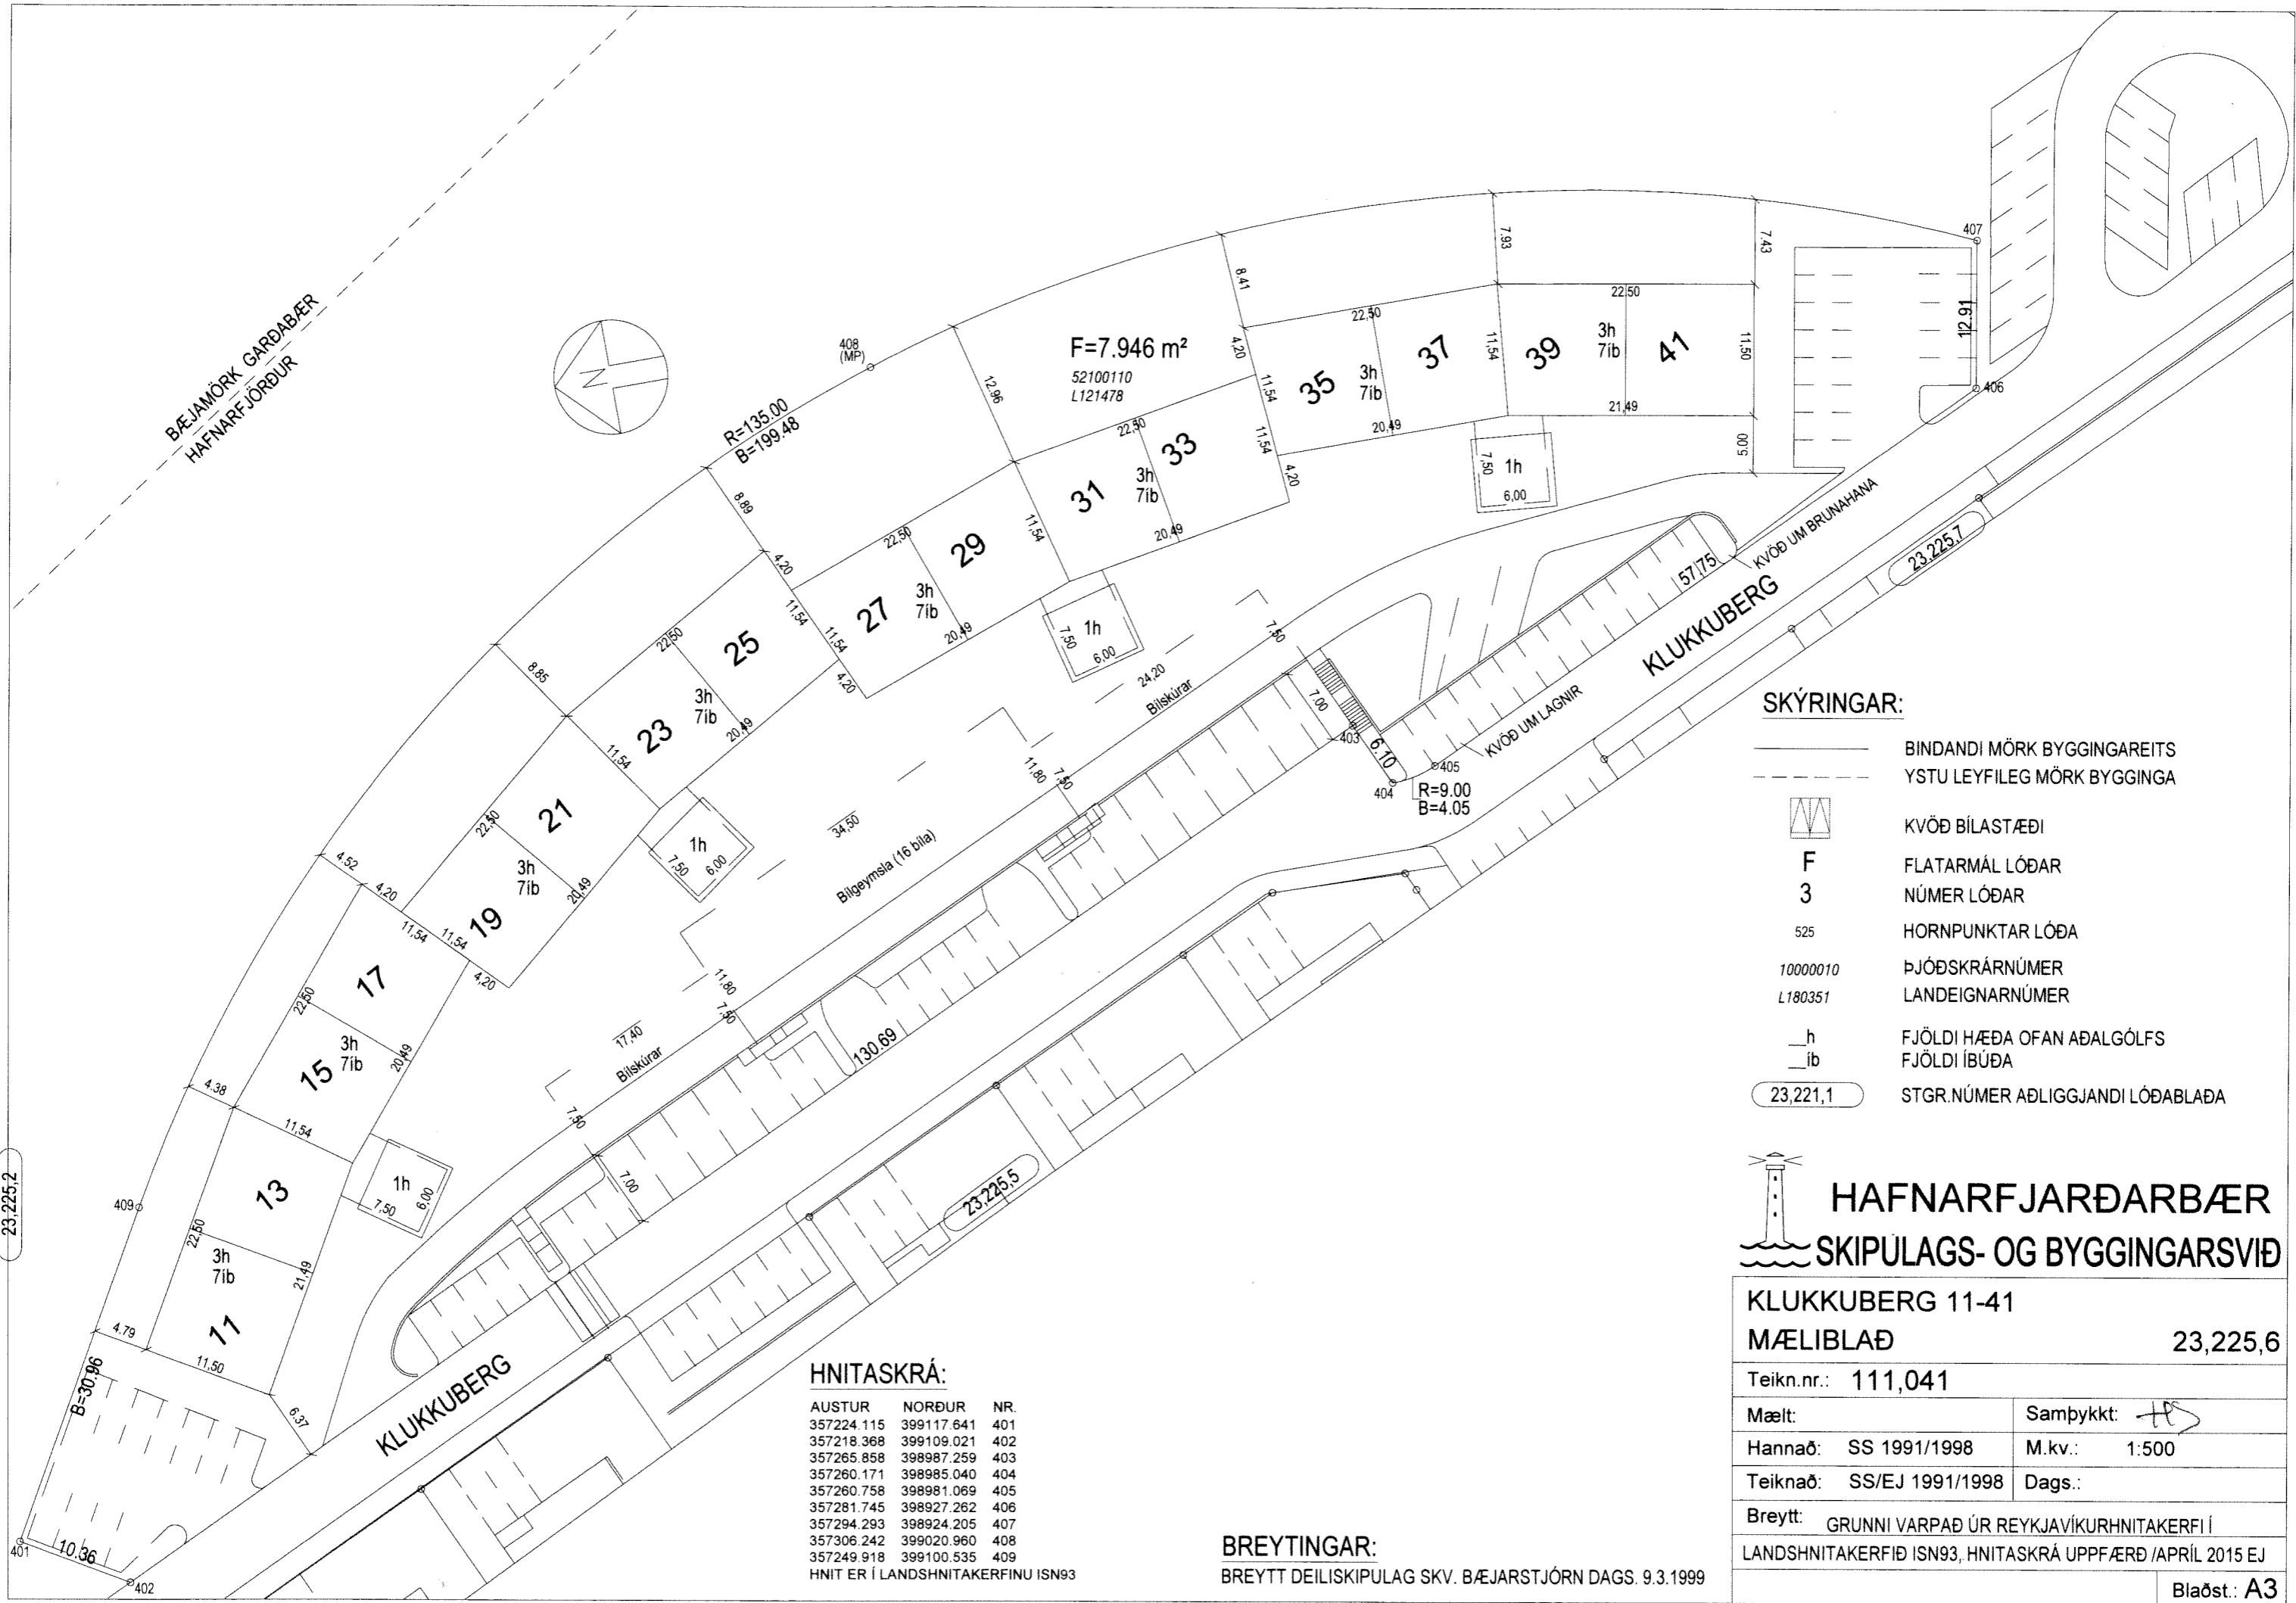 BÆJAMÖRK GARÐABÆR
HAFNARFJÖRÐUR
N
408
(MP)
R=135.00
B=199.48
F=7.946 m²
52100110
L121478
12.96
8.41
7.93
7.43
407
12.91
406
4,20
22,50
35
3h
7íb
37
11,54
20,49
22,50
39
3h
7íb
41
11,50
21,49
5.00
7,50
1h
6,00
11,54
11,54
4,20
22,50
31
3h
7íb
33
11,54
20,49
8.89
4,20
22,50
27
3h
7íb
29
11,54
11,54
4,20
20,49
7,50
1h
6,00
8.85
22,50
23
3h
7íb
25
11,54
20,49
22,50
19
3h
7íb
21
20,49
7,50
1h
6,00
4.52
4,20
11,54
11,54
4,20
22,50
15
3h
7íb
17
20,49
4.38
11,54
409
22,50
11
3h
7íb
13
21,49
7,50
1h
6,00
4.79
11,50
6.37
B=30.96
401
10.36
402
23,225,2
7,50
24,20
Bílskúrar
11,80
7,50
34,50
Bílgeymsla (16 bíla)
11,80
7,50
17,40
Bílskúrar
7,50
7.00
130.69
7.00
403
6.10
404
405
R=9.00
B=4.05
KVÖÐ UM LAGNIR
57,75
KVÖÐ UM BRUNAHANA
KLUKKUBERG
23,225,7
23,225,5
KLUKKUBERG
SKÝRINGAR:
BINDANDI MÖRK BYGGINGAREITS
YSTU LEYFILEG MÖRK BYGGINGA
KVÖÐ BÍLASTÆÐI
F FLATARMÁL LÓÐAR
3 NÚMER LÓÐAR
525 HORNPUNKTAR LÓÐA
10000010 ÞJÓÐSKRÁRNÚMER
L180351 LANDEIGNARNÚMER
__h FJÖLDI HÆÐA OFAN AÐALGÓLFS
__íb FJÖLDI ÍBÚÐA
23,221,1 STGR.NÚMER AÐLIGGJANDI LÓÐABLAÐA
HAFNARFJARÐARBÆR
SKIPULAGS- OG BYGGINGARSVIÐ
KLUKKUBERG 11-41
MÆLIBLAÐ 23,225,6
Teikn.nr.: 111,041
Mælt: Samþykkt:
Hannað: SS 1991/1998 M.kv.: 1:500
Teiknað: SS/EJ 1991/1998 Dags.:
Breytt: GRUNNI VARPAÐ ÚR REYKJAVÍKURHNITAKERFI Í
LANDSHNITAKERFIÐ ISN93, HNITASKRÁ UPPFÆRÐ /APRÍL 2015 EJ
Blaðst.: A3
HNITASKRÁ:
AUSTUR NORÐUR NR.
357224.115 399117.641 401
357218.368 399109.021 402
357265.858 398987.259 403
357260.171 398985.040 404
357260.758 398981.069 405
357281.745 398927.262 406
357294.293 398924.205 407
357306.242 399020.960 408
357249.918 399100.535 409
HNIT ER Í LANDSHNITAKERFINU ISN93
BREYTINGAR:
BREYTT DEILISKIPULAG SKV. BÆJARSTJÓRN DAGS. 9.3.1999